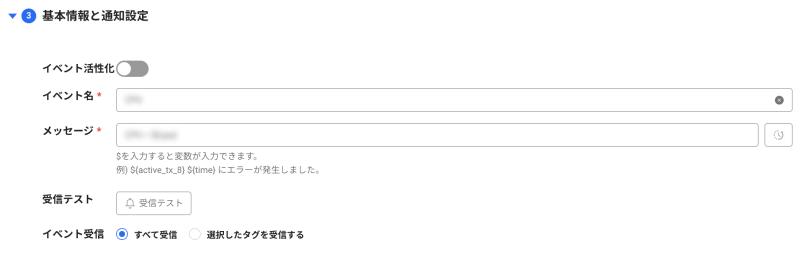 3 基本情報と通知設定
イベント活性化
イベント名 *
メッセージ *
$を入力すると変数が入力できます。
例) ${active_tx_8} ${time} にエラーが発生しました。
受信テスト 受信テスト
イベント受信 すべて受信 選択したタグを受信する